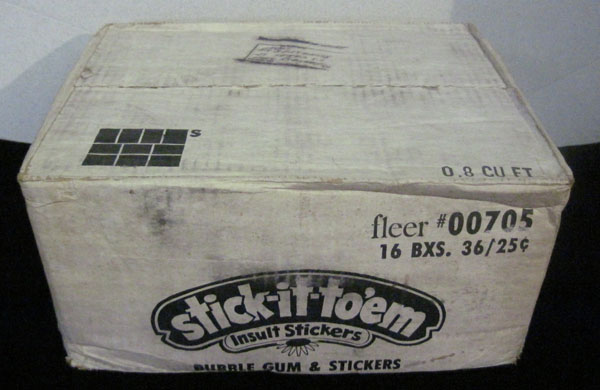 S
0.8 CU FT
fleer #00705
16 BXS. 36/25¢
stick-it-to'em
Insult Stickers
BUBBLE GUM & STICKERS